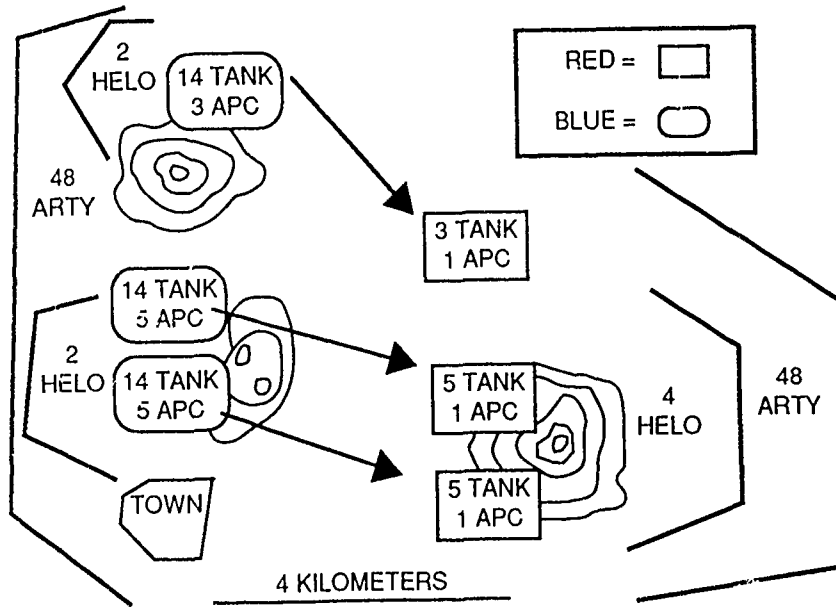 2
HELO
14 TANK
3 APC
RED =
BLUE =
48
ARTY
3 TANK
1 APC
14 TANK
5 APC
2
HELO
14 TANK
5 APC
5 TANK
1 APC
4
HELO
48
ARTY
5 TANK
1 APC
TOWN
4 KILOMETERS